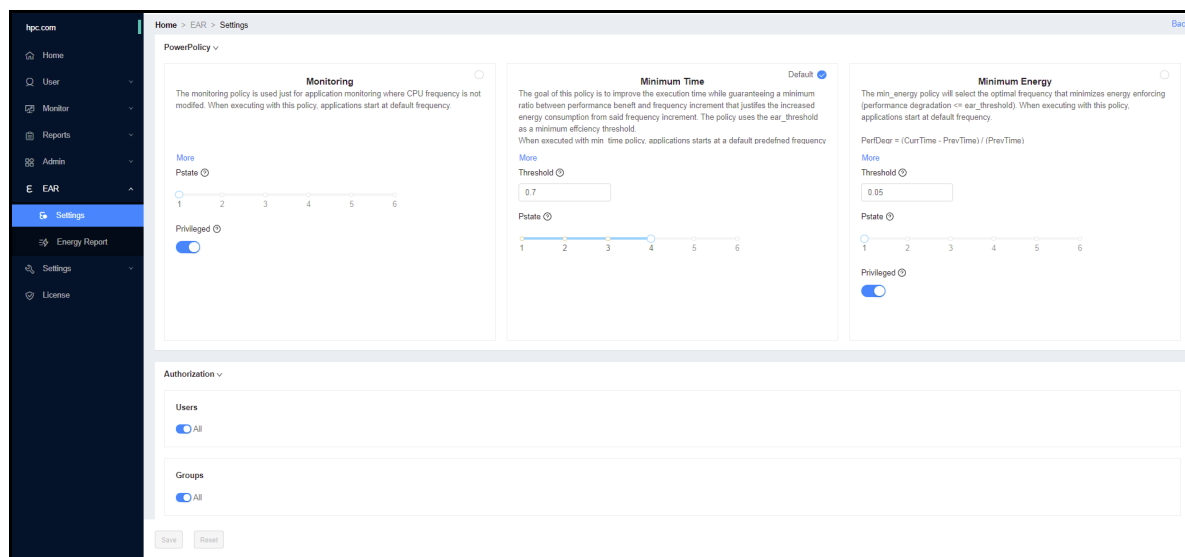 hpc.com
Home > EAR > Settings
Bac
Home
User
Monitor
Reports
Admin
EAR
Settings
Energy Report
Settings
License
PowerPolicy
Monitoring
The monitoring policy is used just for application monitoring where CPU frequency is not
modifed. When executing with this policy, applications start at default frequency.
More
Pstate
1 2 3 4 5 6
Privileged
Default
Minimum Time
The goal of this policy is to improve the execution time while guaranteeing a minimum
ratio between performance beneft and frequency increment that justifes the increased
energy consumption from said frequency increment. The policy uses the ear_threshold
as a minimum effciency threshold.
When executed with min_time policy, applications starts at a default predefned frequency
More
Threshold
0.7
Pstate
1 2 3 4 5 6
Minimum Energy
The min_energy policy will select the optimal frequency that minimizes energy enforcing
(performance degradation <= ear_threshold). When executing with this policy,
applications start at default frequency.
PerfDegr = (CurrTime - PrevTime) / (PrevTime)
More
Threshold
0.05
Pstate
1 2 3 4 5 6
Privileged
Authorization
Users
All
Groups
All
Save Reset